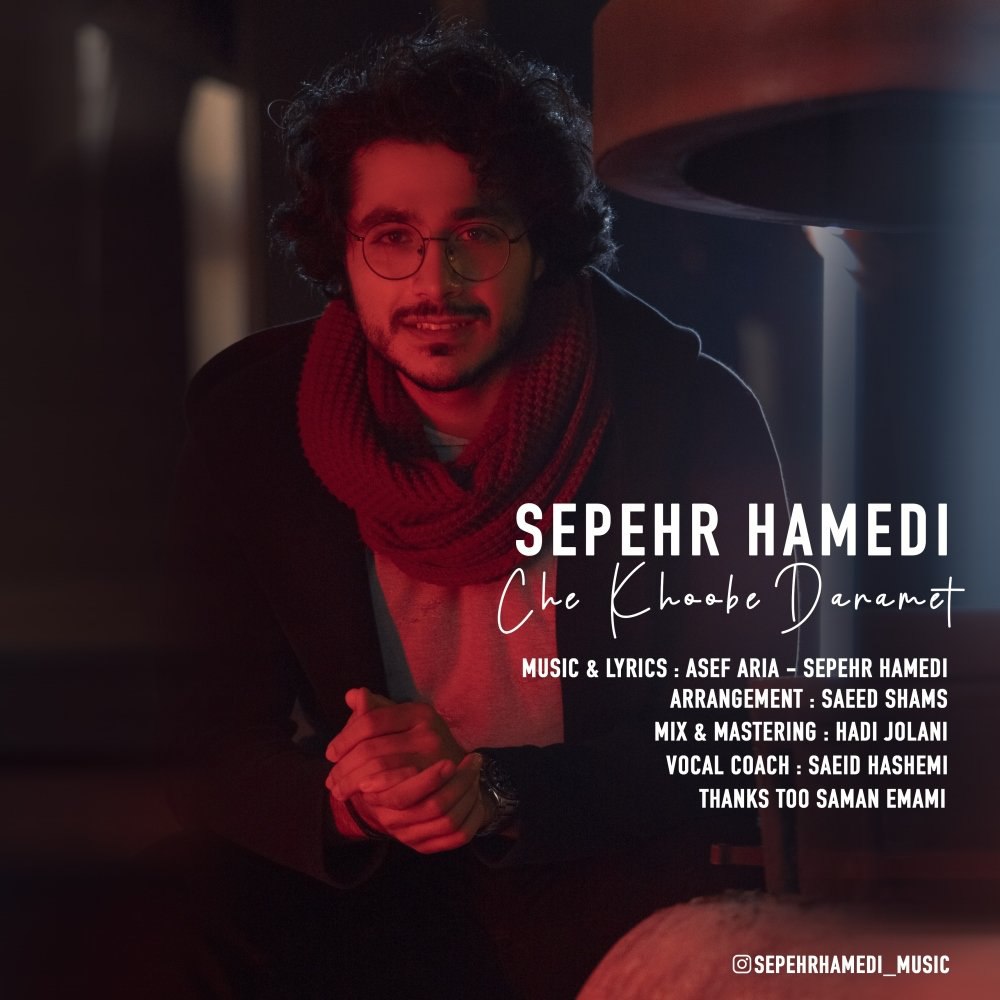 SEPEHR HAMEDI
Che Khoobe Daramet
MUSIC & LYRICS : ASEF ARIA - SEPEHR HAMEDI
ARRANGEMENT : SAEED SHAMS
MIX & MASTERING : HADI JOLANI
VOCAL COACH : SAEID HASHEMI
THANKS TOO SAMAN EMAMI
SEPEHRHAMEDI_MUSIC